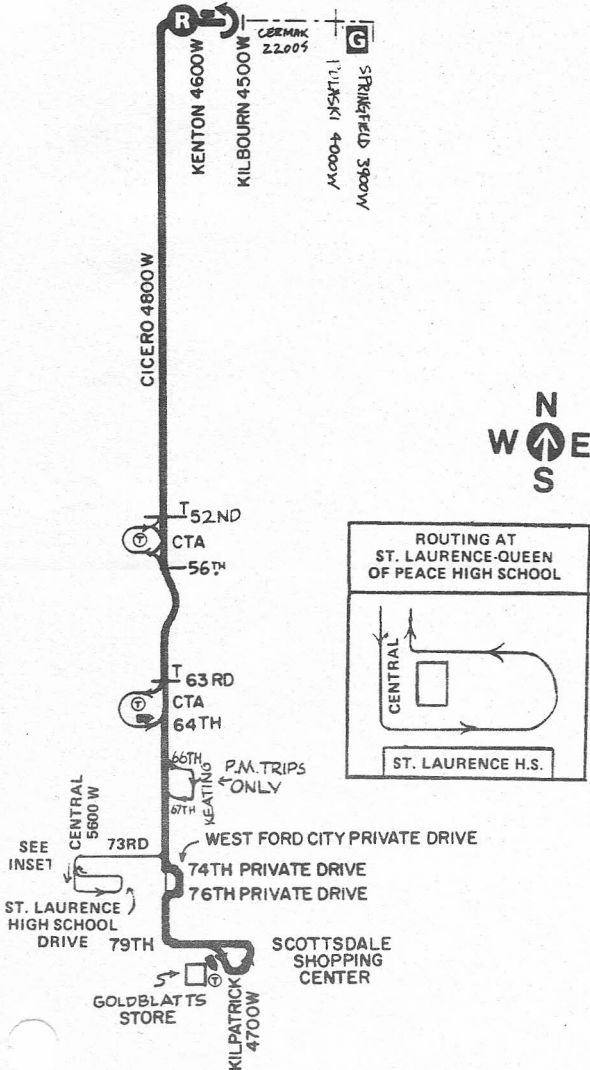 R
CERMAK
2200S
G
KENTON 4600W
KILBOURN 4500W
PULASKI 4000W
SPRINGFIELD 3900W
CICERO 4800W
N
W E
S
T 52ND
T CTA
56TH
T 63RD
T CTA
64TH
66TH
P.M. TRIPS
ONLY
KEATING
67TH
CENTRAL
5600 W
WEST FORD CITY PRIVATE DRIVE
73RD
SEE
INSET
74TH PRIVATE DRIVE
76TH PRIVATE DRIVE
ST. LAURENCE
HIGH SCHOOL
DRIVE
79TH
SCOTTSDALE
SHOPPING
CENTER
T
GOLDBLATTS
STORE
KILPATRICK
4700W
ROUTING AT
ST. LAURENCE-QUEEN
OF PEACE HIGH SCHOOL
CENTRAL
ST. LAURENCE H.S.